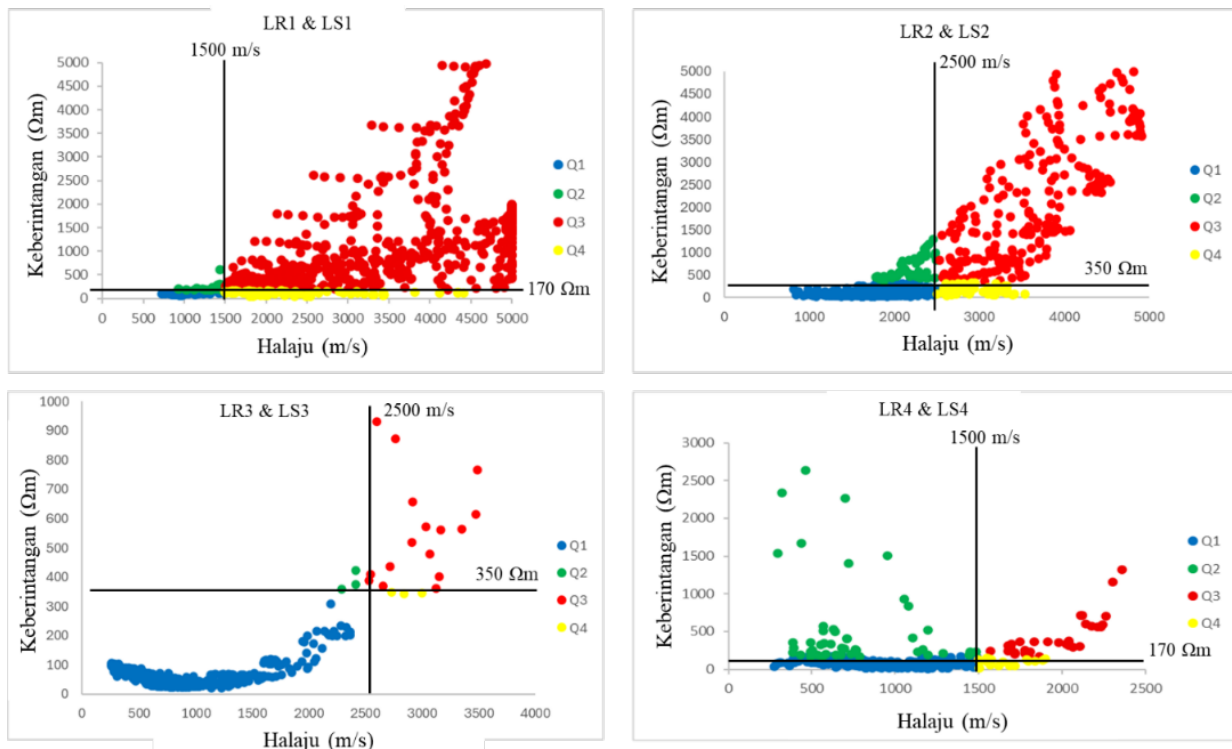 LR1 & LS1
1500 m/s
Keberintangan (Ωm)
5000
4500
4000
3500
3000
2500
2000
1500
1000
500
0
170 Ωm
0 500 1000 1500 2000 2500 3000 3500 4000 4500 5000
Halaju (m/s)
Q1
Q2
Q3
Q4
LR2 & LS2
2500 m/s
Keberintangan (Ωm)
5000
4500
4000
3500
3000
2500
2000
1500
1000
500
0
350 Ωm
0 1000 2000 3000 4000 5000
Halaju (m/s)
Q1
Q2
Q3
Q4
LR3 & LS3
2500 m/s
Keberintangan (Ωm)
1000
900
800
700
600
500
400
300
200
100
0
350 Ωm
0 500 1000 1500 2000 2500 3000 3500 4000
Halaju (m/s)
Q1
Q2
Q3
Q4
LR4 & LS4
1500 m/s
Keberintangan (Ωm)
3000
2500
2000
1500
1000
500
0
170 Ωm
0 500 1000 1500 2000 2500
Halaju (m/s)
Q1
Q2
Q3
Q4